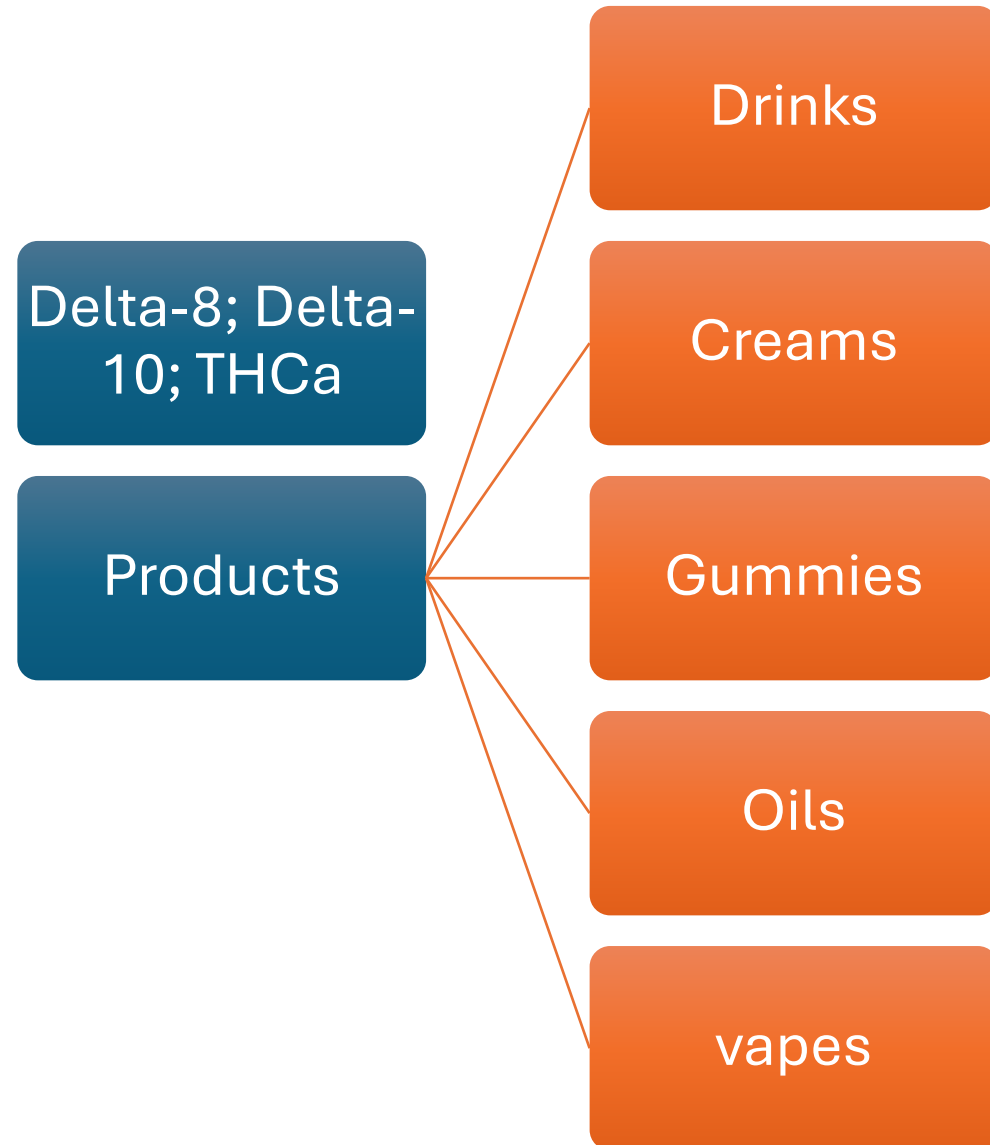 Delta-8; Delta-
10; THCa
Products
Drinks
Creams
Gummies
Oils
vapes